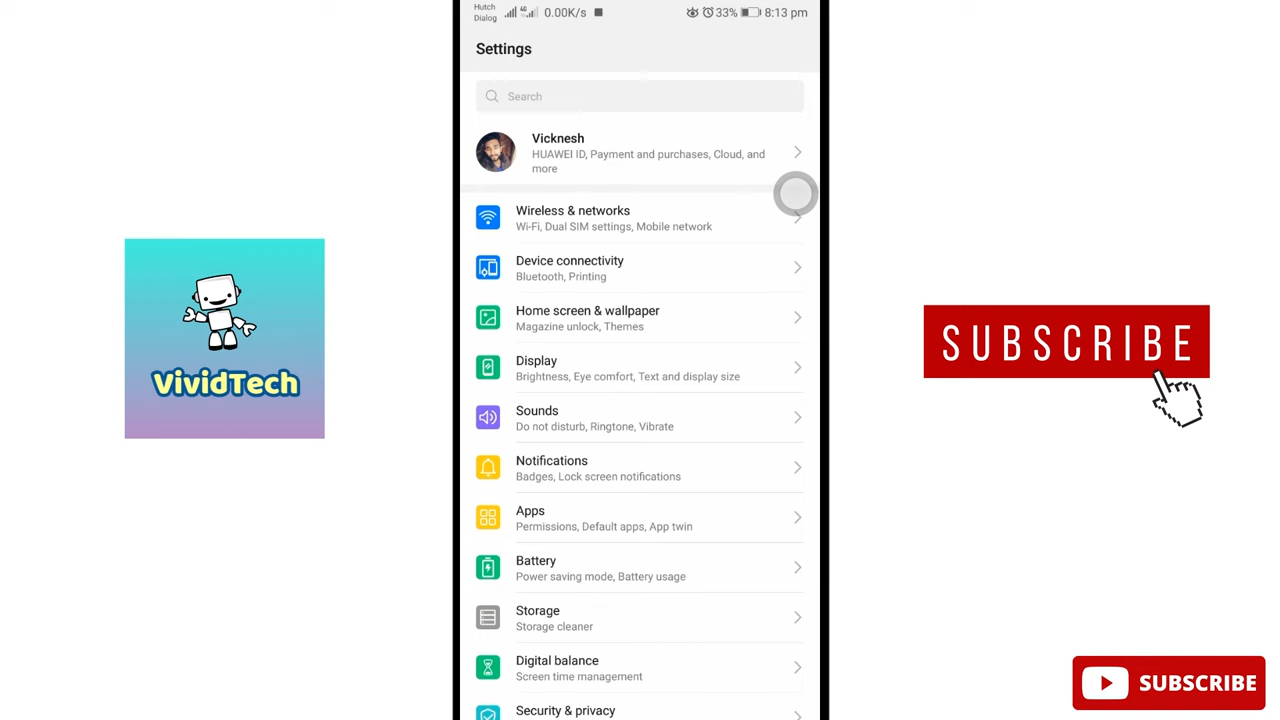 Hutch
Dialog
4G
0.00K/s
33%
8:13 pm
Settings
Search
Vicknesh
HUAWEI ID, Payment and purchases, Cloud, and
more
Wireless & networks
Wi-Fi, Dual SIM settings, Mobile network
Device connectivity
Bluetooth, Printing
Home screen & wallpaper
Magazine unlock, Themes
Display
Brightness, Eye comfort, Text and display size
Sounds
Do not disturb, Ringtone, Vibrate
Notifications
Badges, Lock screen notifications
Apps
Permissions, Default apps, App twin
Battery
Power saving mode, Battery usage
Storage
Storage cleaner
Digital balance
Screen time management
Security & privacy
VividTech
SUBSCRIBE
SUBSCRIBE